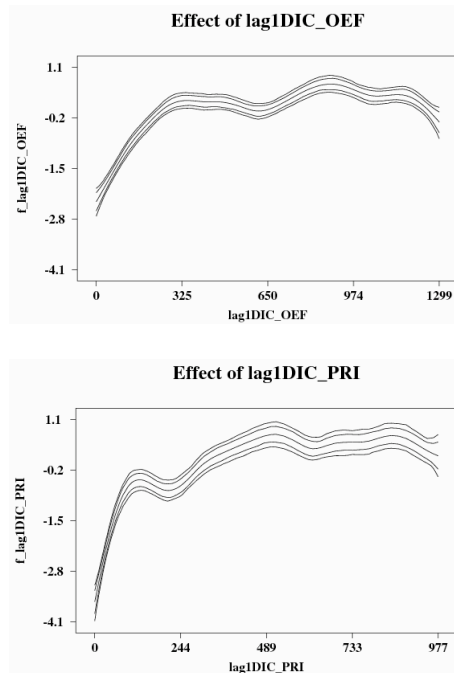 Effect of lag1DIC_OEF
f_lag1DIC_OEF
1.1
-0.2
-1.5
-2.8
-4.1
0 325 650 974 1299
lag1DIC_OEF
Effect of lag1DIC_PRI
f_lag1DIC_PRI
1.1
-0.2
-1.5
-2.8
-4.1
0 244 489 733 977
lag1DIC_PRI